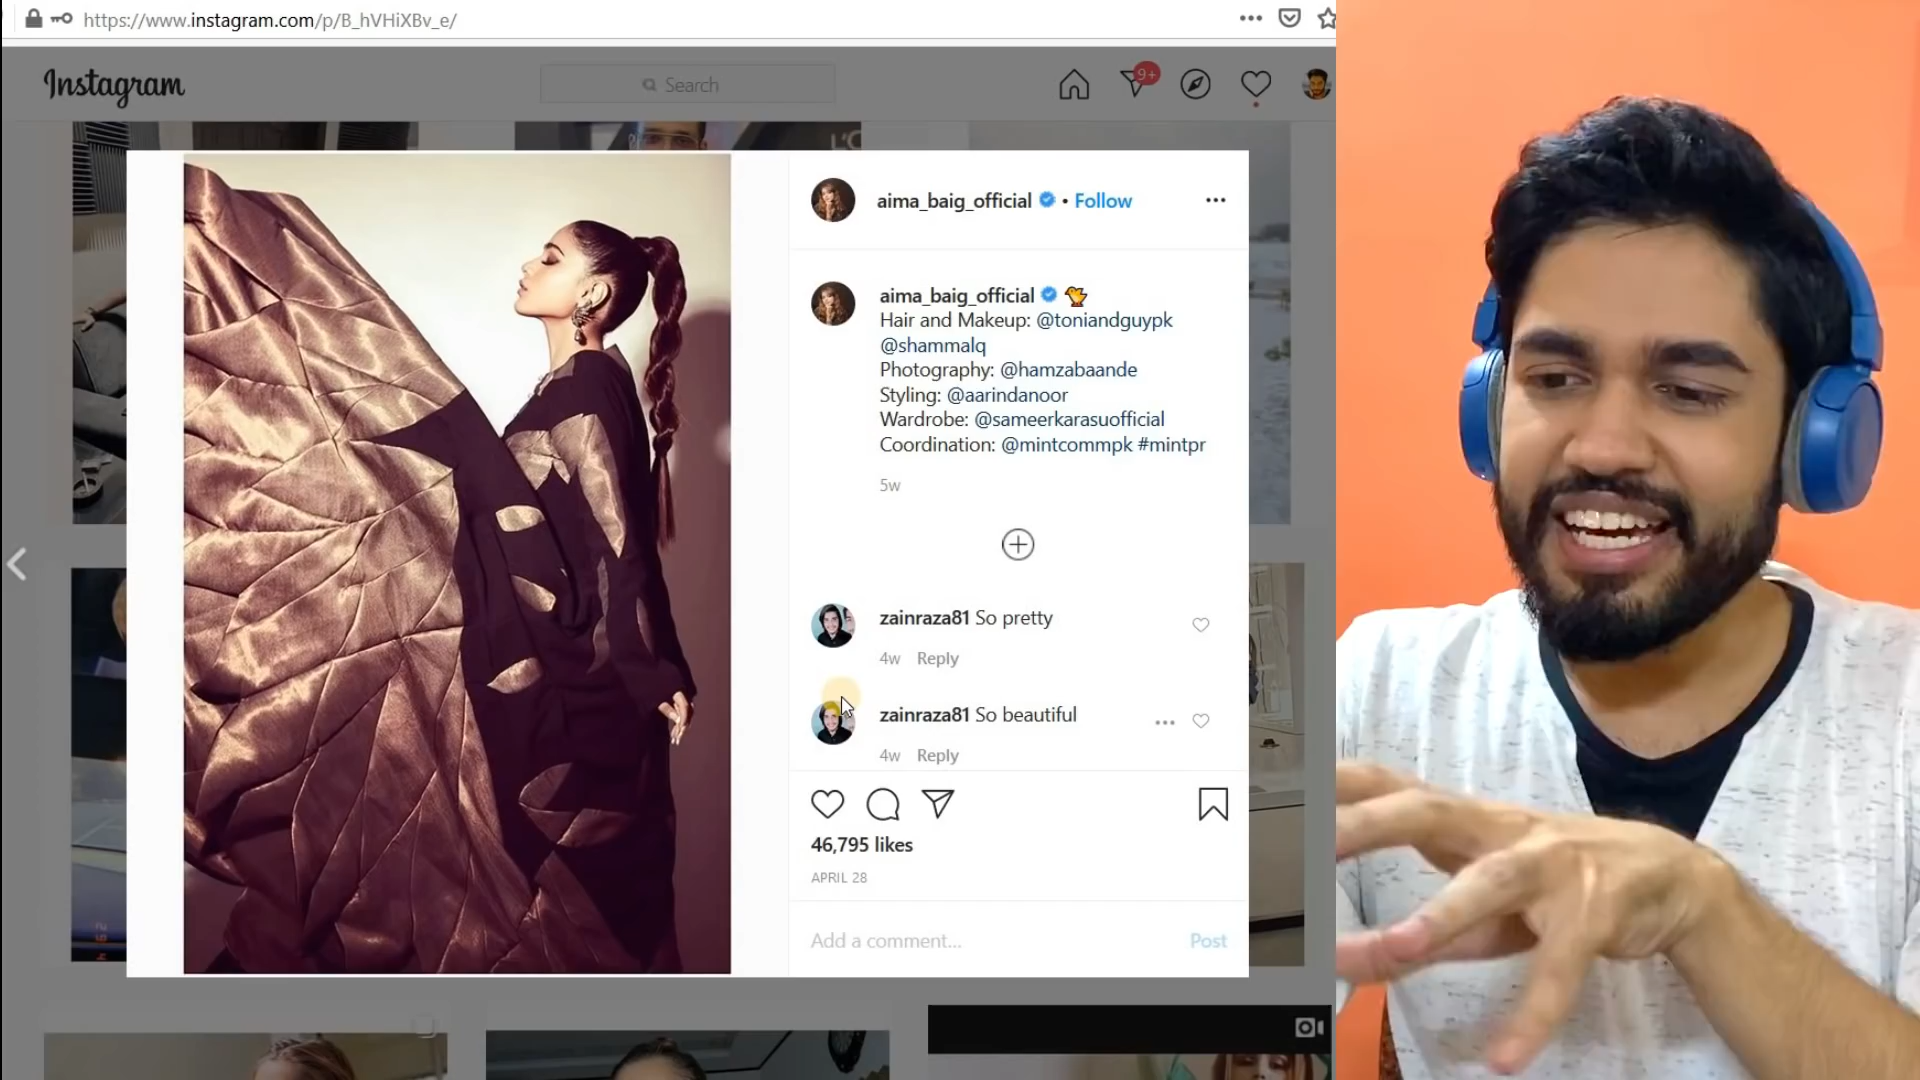 https://www.instagram.com/p/B_hVHiXBv_e/
Instagram
Search
9+
L'O
aima_baig_official • Follow
aima_baig_official
Hair and Makeup: @toniandguypk
@shammalq
Photography: @hamzabaande
Styling: @aarindanoor
Wardrobe: @sameerkarasuofficial
Coordination: @mintcommpk #mintpr
5w
zainraza81 So pretty
4w Reply
zainraza81 So beautiful
4w Reply
46,795 likes
APRIL 28
Add a comment...
Post